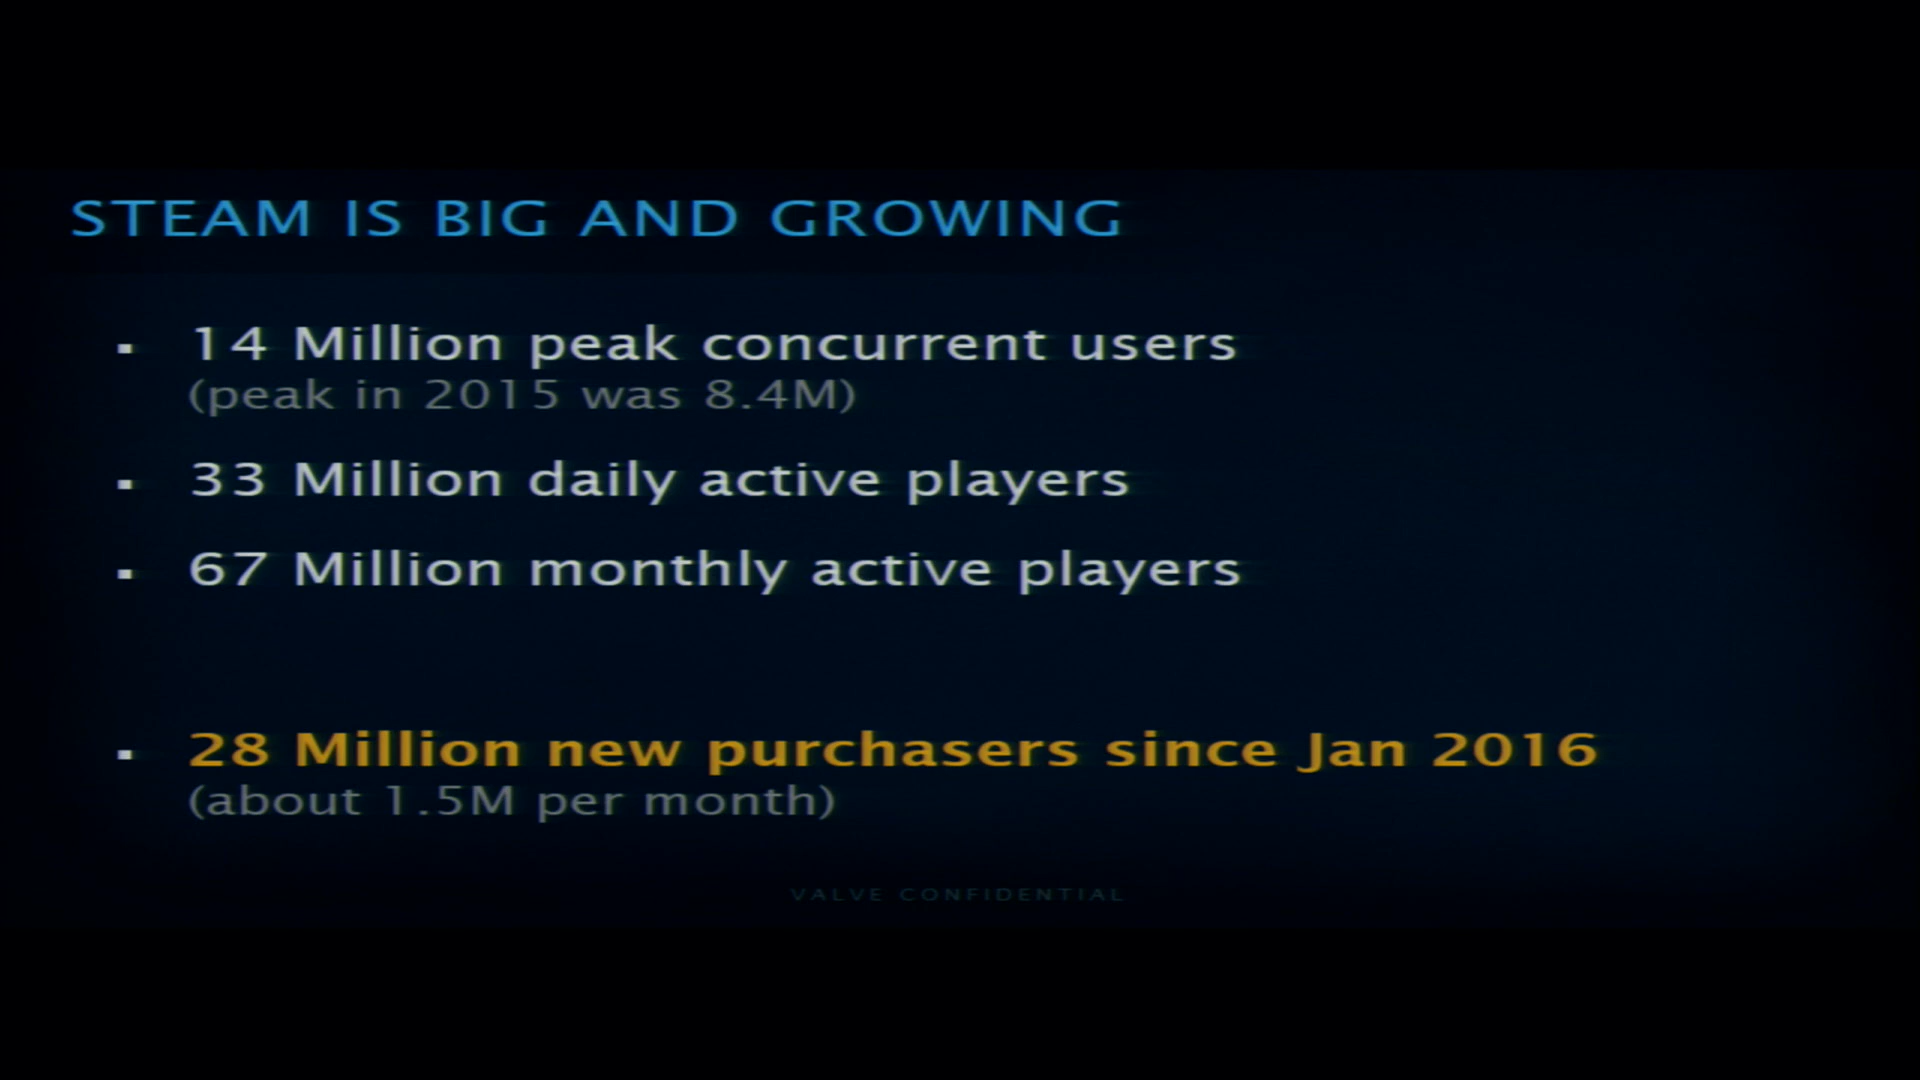 STEAM IS BIG AND GROWING
▪ 14 Million peak concurrent users
(peak in 2015 was 8.4M)
▪ 33 Million daily active players
▪ 67 Million monthly active players
▪ 28 Million new purchasers since Jan 2016
(about 1.5M per month)
VALVE CONFIDENTIAL